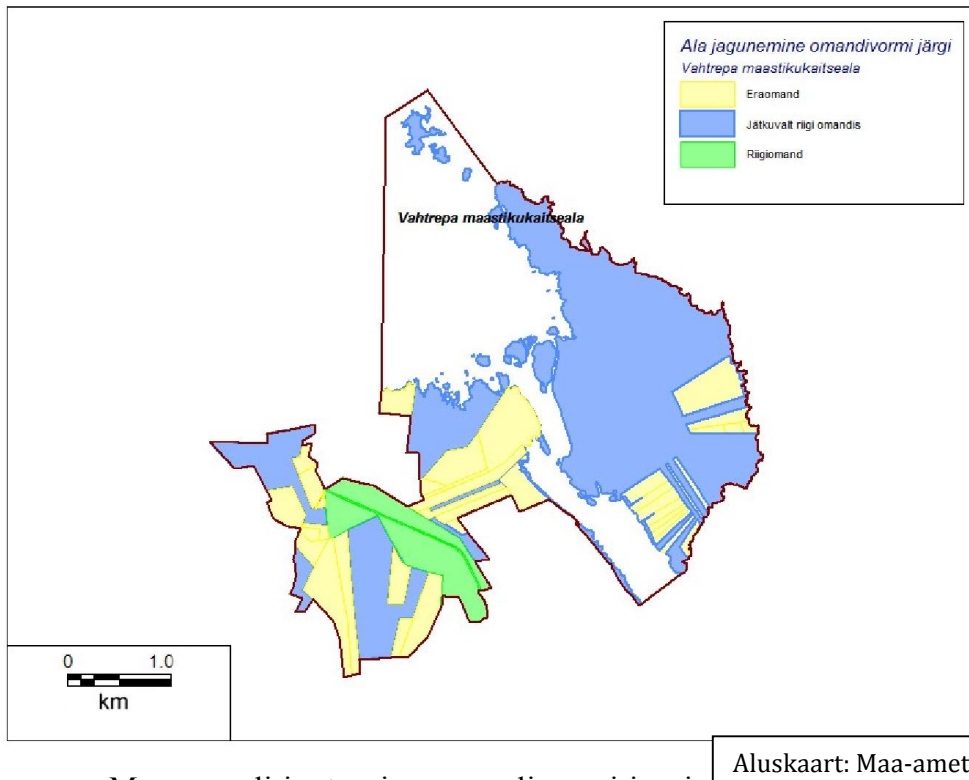 Ala jagunemine omandivormi järgi
Vahtrepa maastikukaitseala
Eraomand
Jätkuvalt riigi omandis
Riigiomand
Vahtrepa maastikukaitseala
0 1.0
km
Aluskaart: Maa-amet